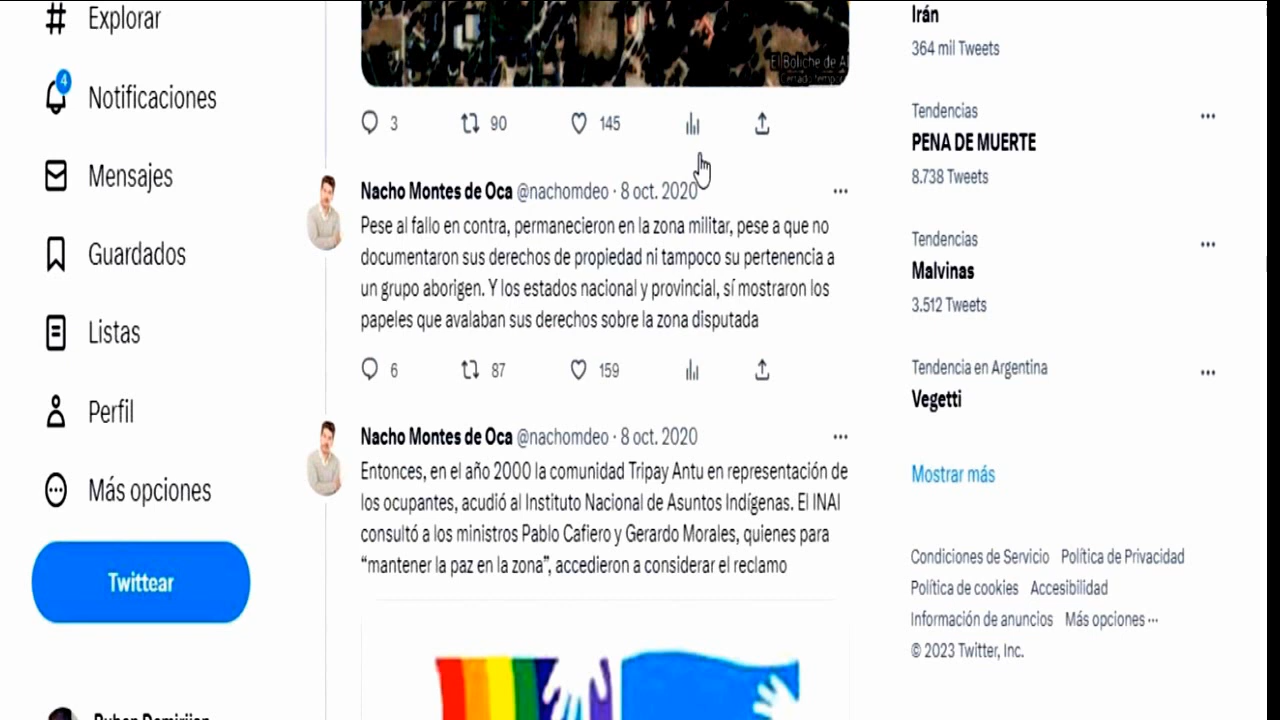 Explorar
4
Notificaciones
Mensajes
Guardados
Listas
Perfil
Más opciones
Twittear
El Boliche de Al
3 90 145
Nacho Montes de Oca @nachomdeo · 8 oct. 2020
Pese al fallo en contra, permanecieron en la zona militar, pese a que no
documentaron sus derechos de propiedad ni tampoco su pertenencia a
un grupo aborigen. Y los estados nacional y provincial, sí mostraron los
papeles que avalaban sus derechos sobre la zona disputada
6 87 159
Nacho Montes de Oca @nachomdeo · 8 oct. 2020
Entonces, en el año 2000 la comunidad Tripay Antu en representación de
los ocupantes, acudió al Instituto Nacional de Asuntos Indígenas. El INAI
consultó a los ministros Pablo Cafiero y Gerardo Morales, quienes para
“mantener la paz en la zona”, accedieron a considerar el reclamo
Irán
364 mil Tweets
Tendencias
PENA DE MUERTE
8.738 Tweets
Tendencias
Malvinas
3.512 Tweets
Tendencia en Argentina
Vegetti
Mostrar más
Condiciones de Servicio Política de Privacidad
Política de cookies Accesibilidad
Información de anuncios Más opciones ···
© 2023 Twitter, Inc.